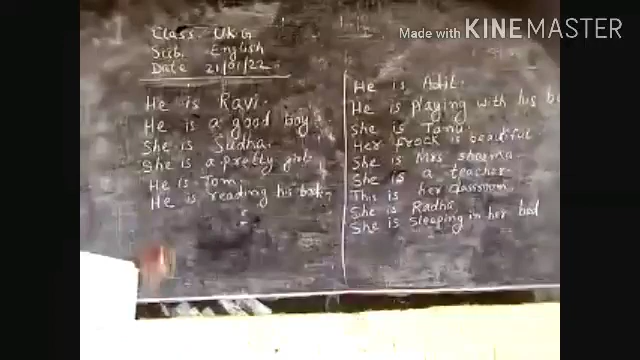 Made with KINEMASTER
Class UKG
Sub. English
Date 21/01/22
He is Ravi.
He is a good boy
She is Sudha.
She is a pretty girl.
He is Tom.
He is reading his book.
He is Adit.
He is playing with his
She is Tanu.
Her frock is beautiful
She is Mrs Sharma.
She is a teacher.
This is her classroom
She is Radha
She is sleeping in her bed